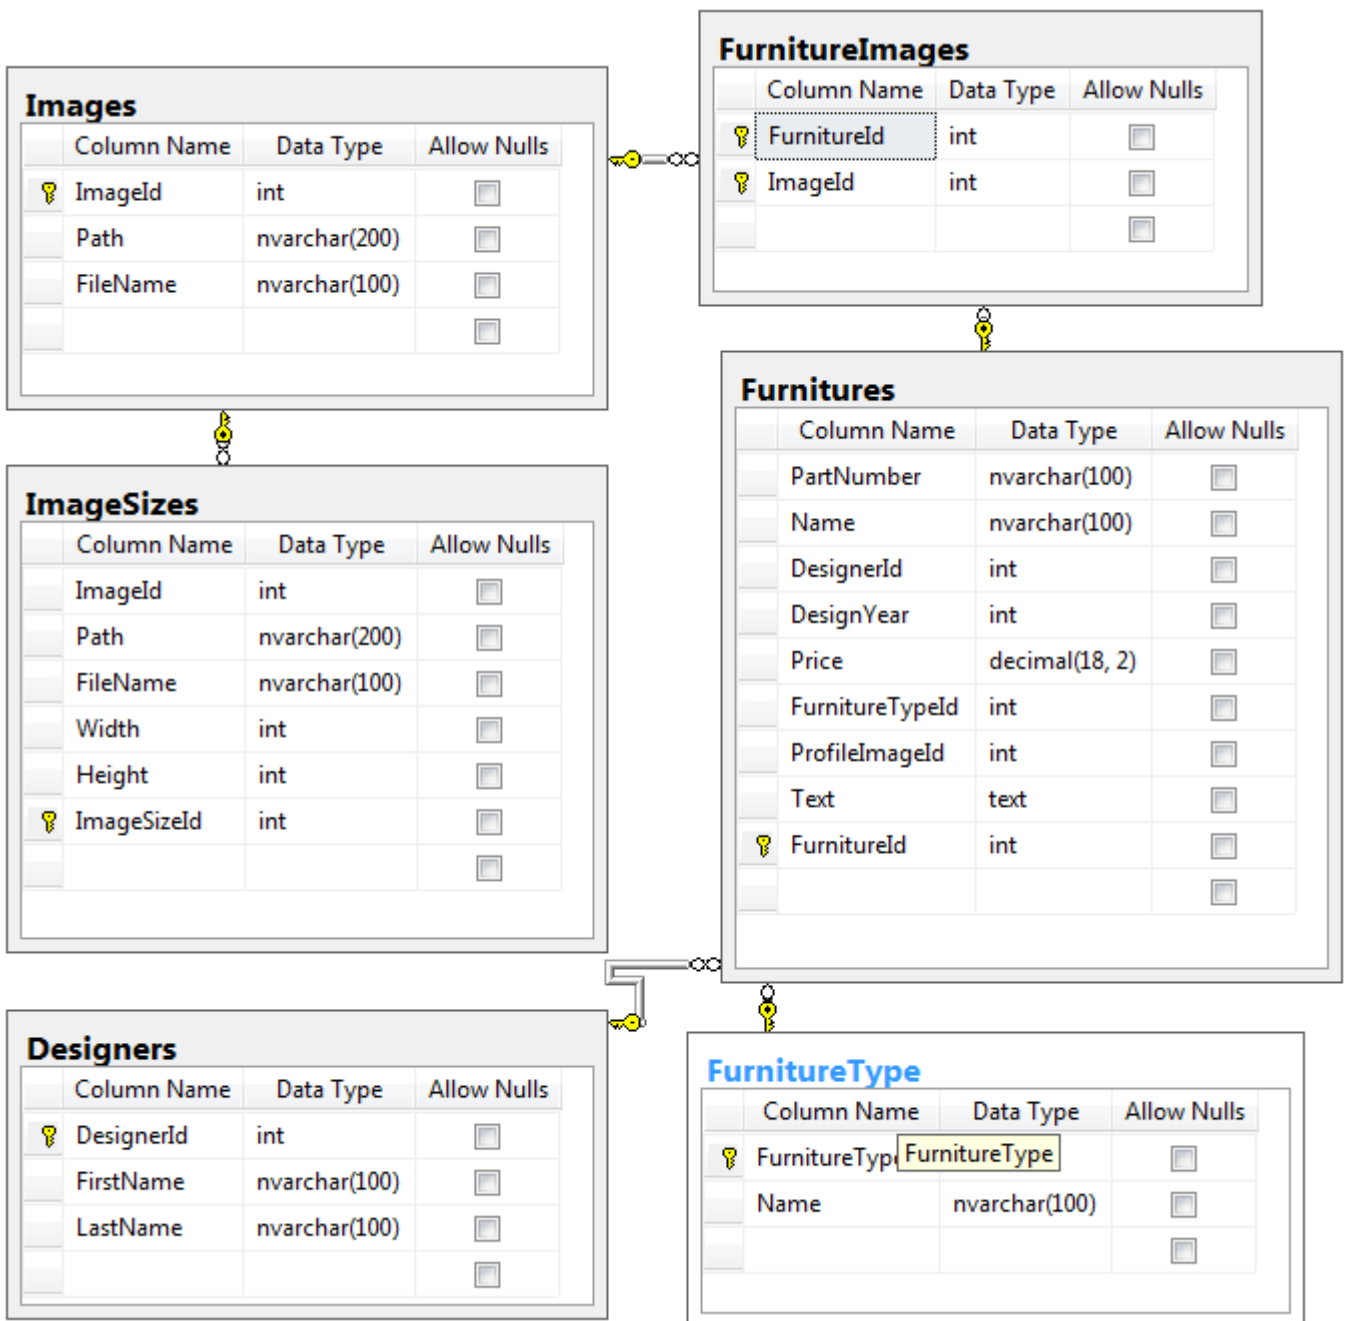 Images
Column Name Data Type Allow Nulls
ImageId int
Path nvarchar(200)
FileName nvarchar(100)
FurnitureImages
Column Name Data Type Allow Nulls
FurnitureId int
ImageId int
ImageSizes
Column Name Data Type Allow Nulls
ImageId int
Path nvarchar(200)
FileName nvarchar(100)
Width int
Height int
ImageSizeId int
Furnitures
Column Name Data Type Allow Nulls
PartNumber nvarchar(100)
Name nvarchar(100)
DesignerId int
DesignYear int
Price decimal(18, 2)
FurnitureTypeId int
ProfileImageId int
Text text
FurnitureId int
Designers
Column Name Data Type Allow Nulls
DesignerId int
FirstName nvarchar(100)
LastName nvarchar(100)
FurnitureType
Column Name Data Type Allow Nulls
FurnitureType
Name nvarchar(100)